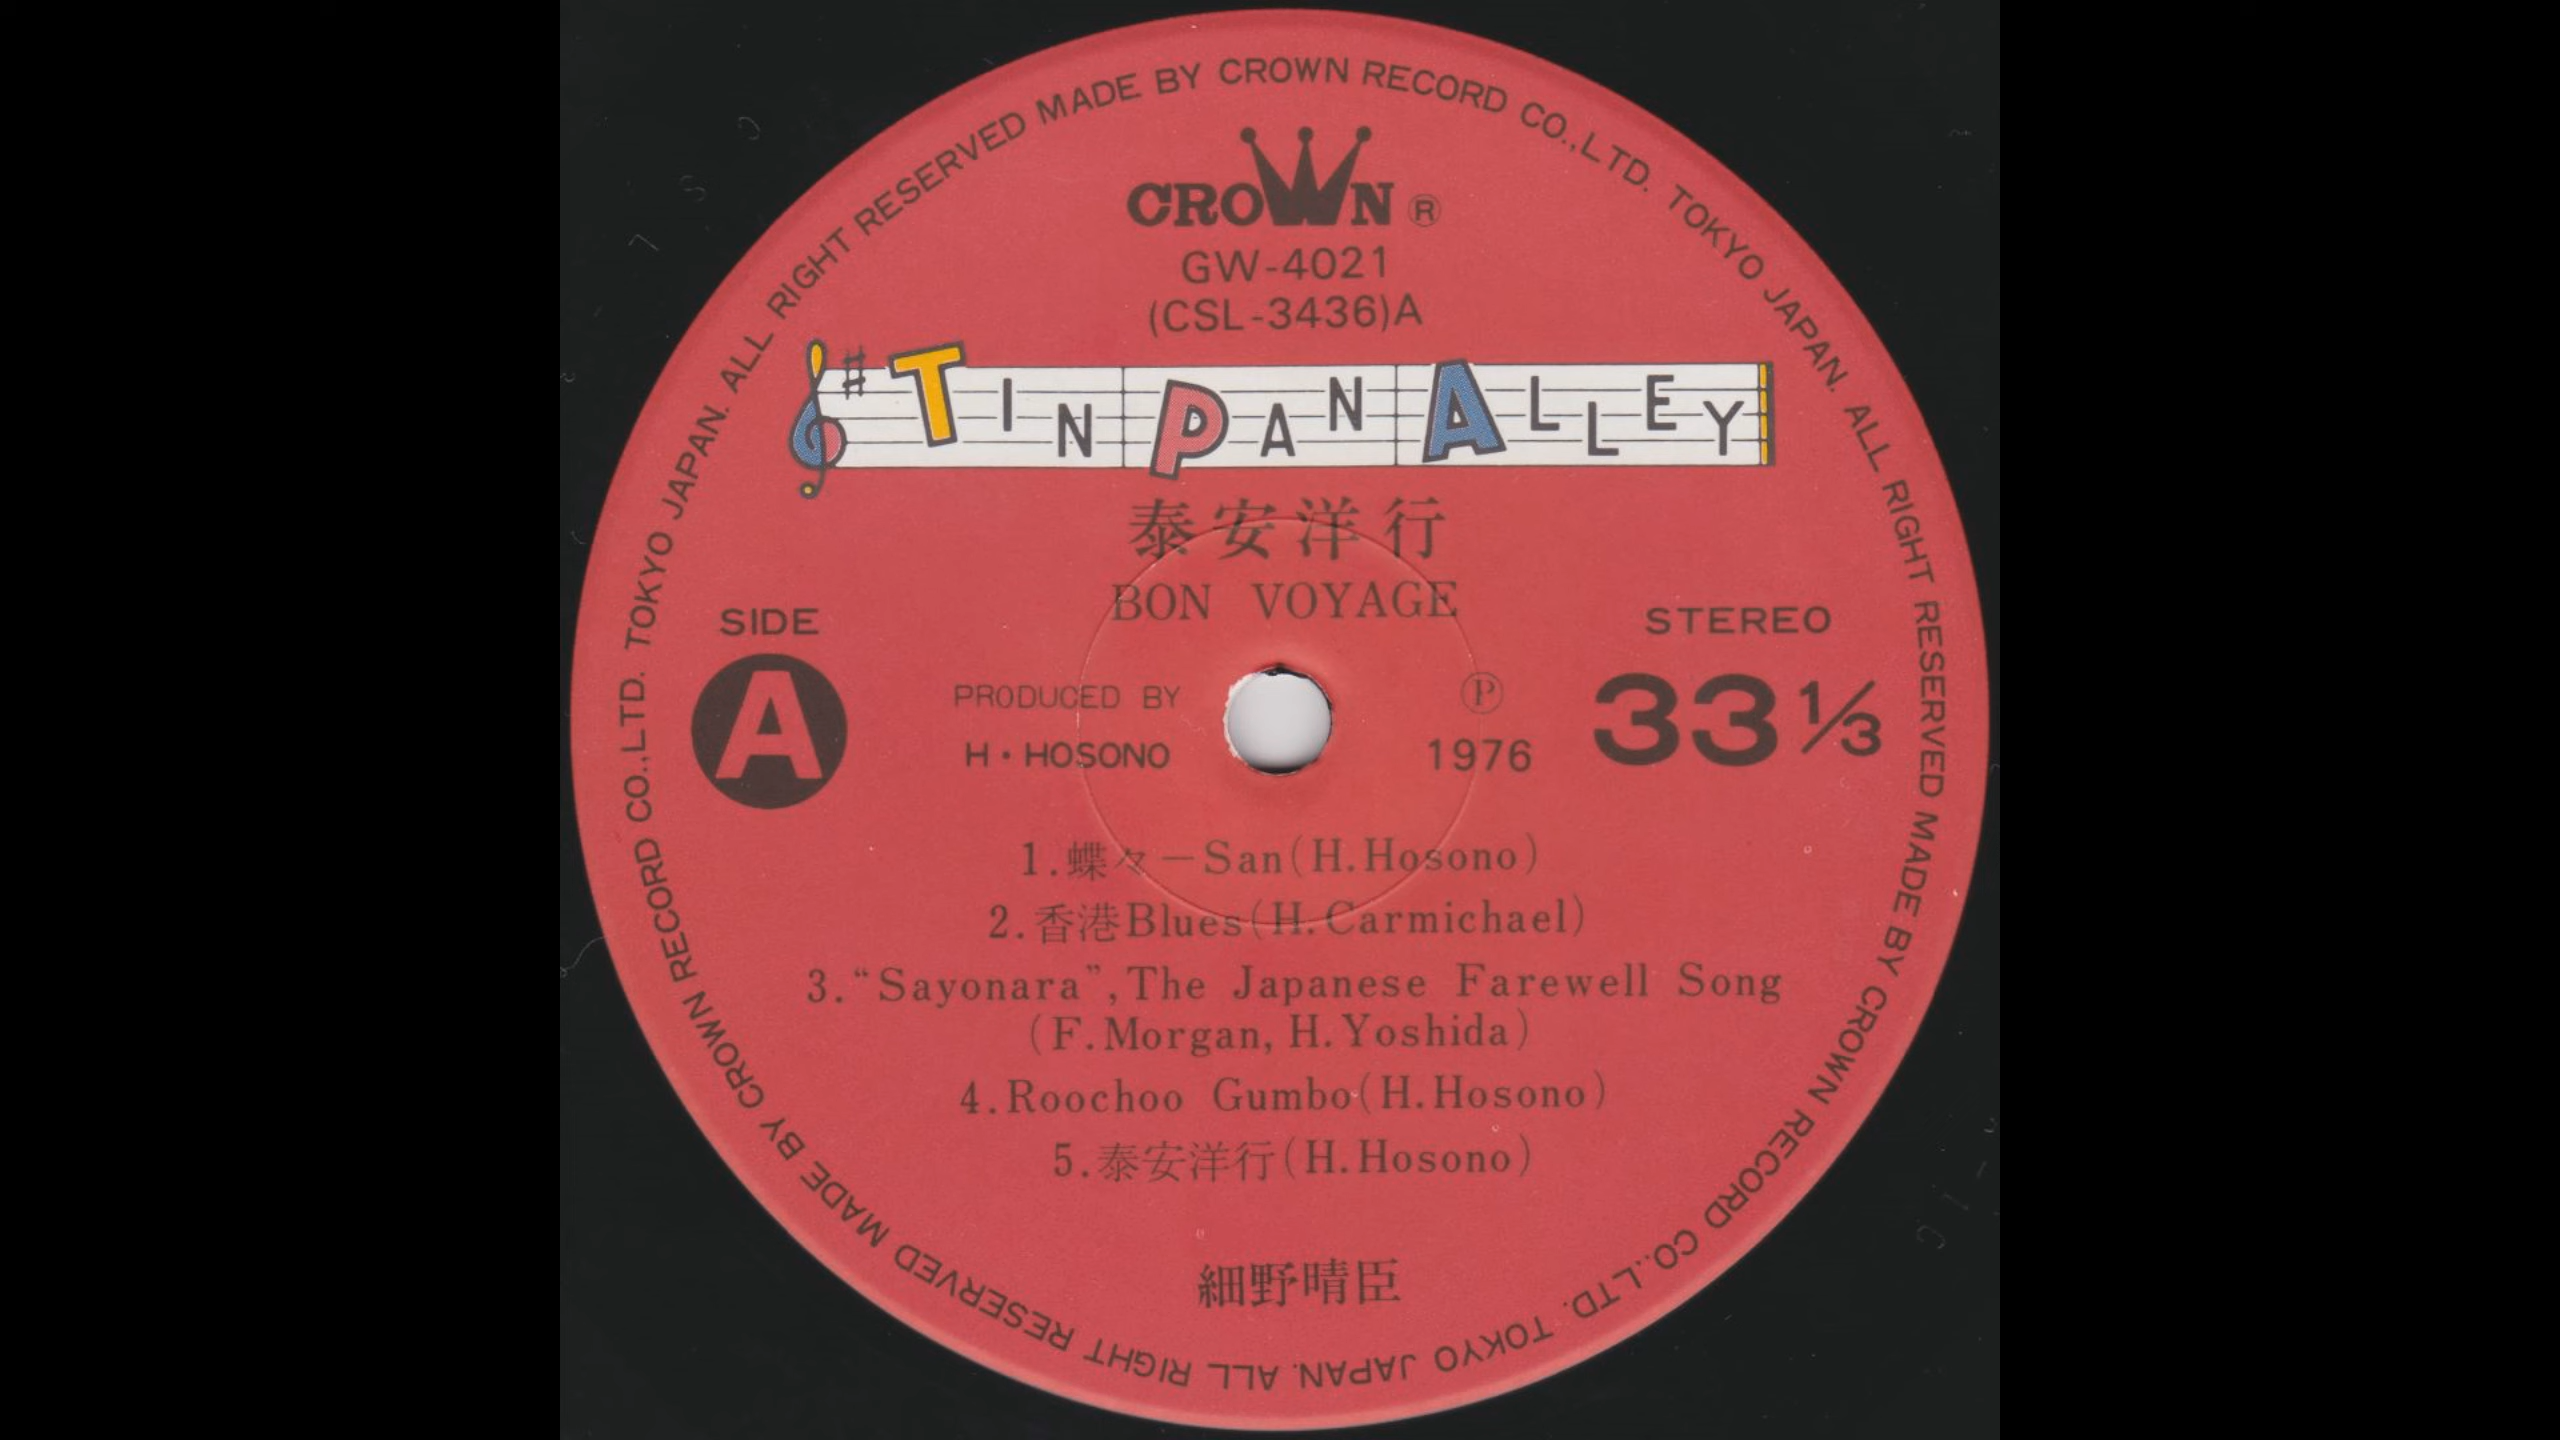 MADE BY CROWN RECORD CO.,LTD. TOKYO JAPAN. ALL RIGHT RESERVED MADE BY CROWN RECORD CO.,LTD. TOKYO JAPAN. ALL RIGHT RESERVED MADE BY CROWN RECORD CO.,LTD. TOKYO JAPAN. ALL RIGHT RESERVED
CROWN ®
GW-4021
(CSL-3436)A
TIN PAN ALLEY
泰安洋行
BON VOYAGE
SIDE
A
PRODUCED BY
H・HOSONO
Ⓟ
1976
STEREO
33 1/3
1.蝶々−San(H.Hosono)
2.香港Blues(H.Carmichael)
3.“Sayonara”,The Japanese Farewell Song
(F.Morgan, H.Yoshida)
4.Roochoo Gumbo(H.Hosono)
5.泰安洋行(H.Hosono)
細野晴臣